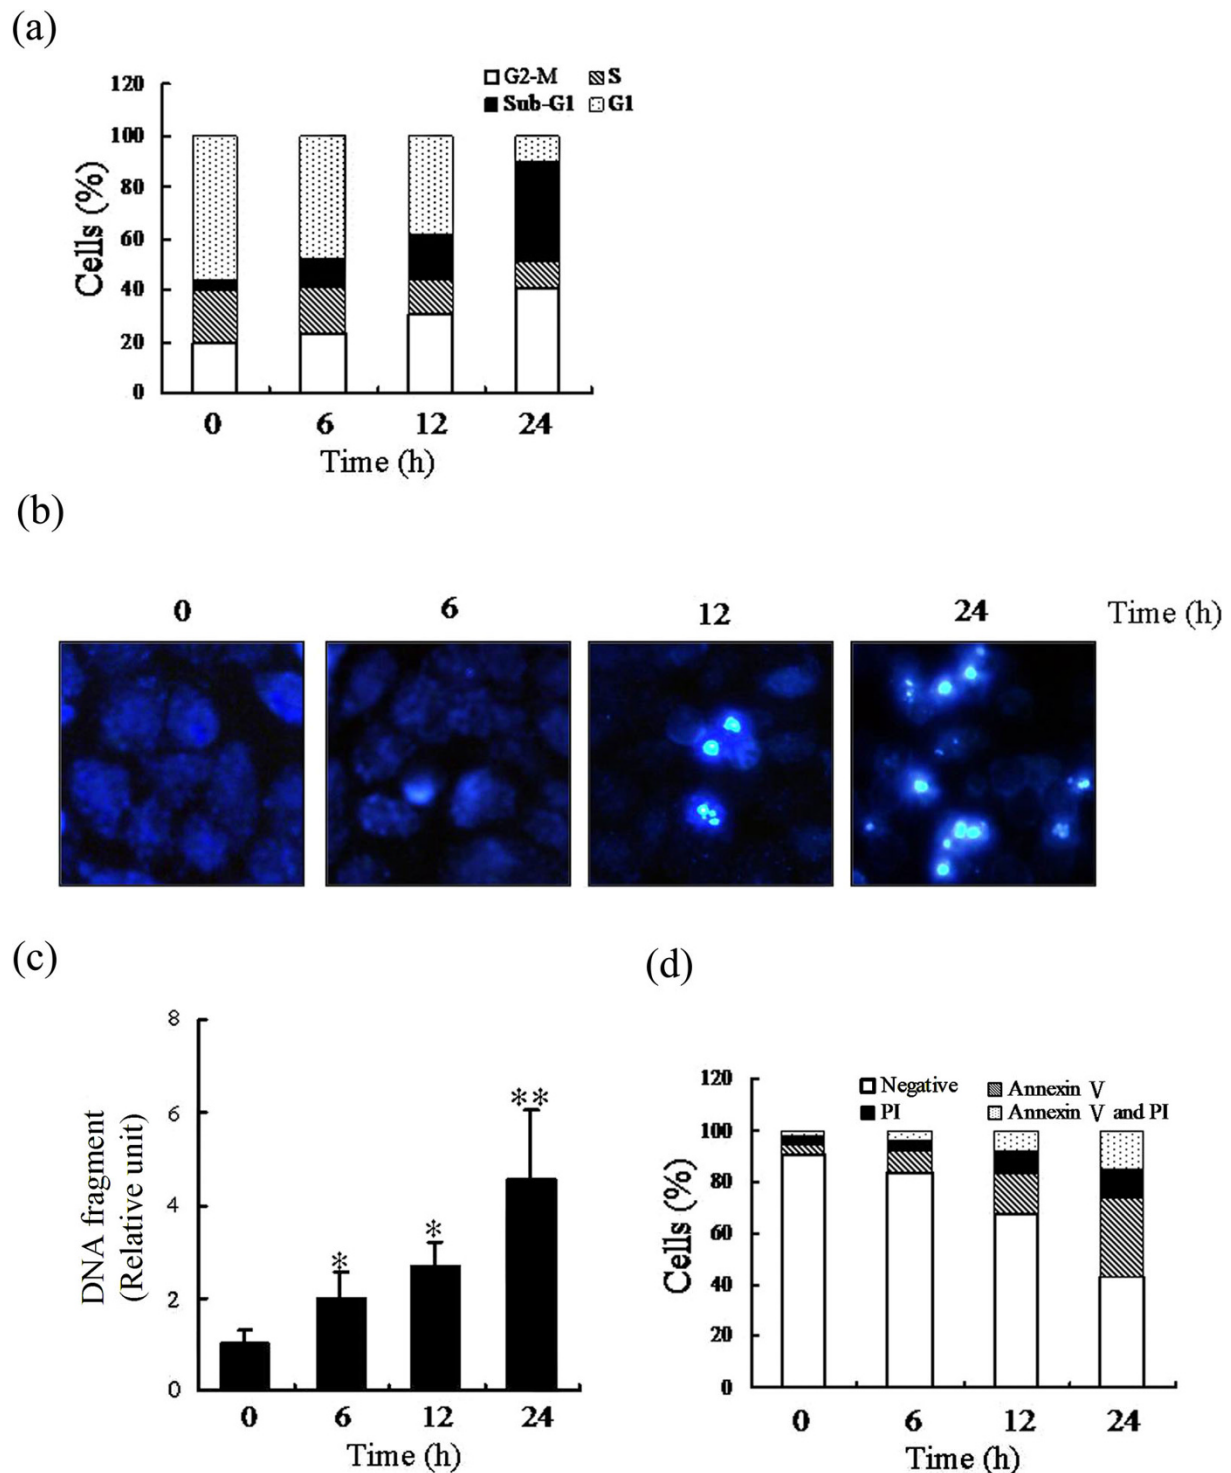 (a)
G2-M S
Sub-G1 G1
120
100
80
60
40
20
0
Cells (%)
0 6 12 24
Time (h)
(b)
0 6 12 24 Time (h)
(c)
8
6
4
2
0
DNA fragment
(Relative unit)
* * **
0 6 12 24
Time (h)
(d)
Negative Annexin V
PI Annexin V and PI
120
100
80
60
40
20
0
Cells (%)
0 6 12 24
Time (h)